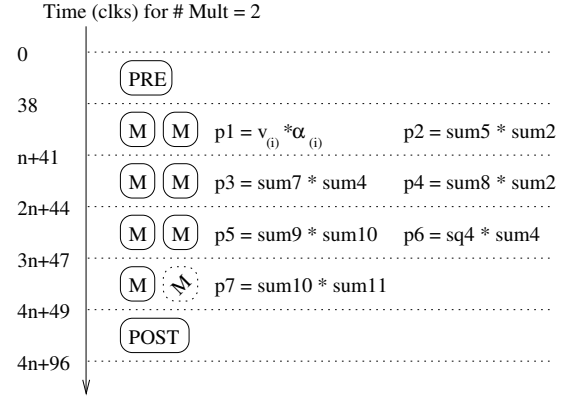 Time (clks) for # Mult = 2
0
PRE
38
M M p1 = v(i) *α(i) p2 = sum5 * sum2
n+41
M M p3 = sum7 * sum4 p4 = sum8 * sum2
2n+44
M M p5 = sum9 * sum10 p6 = sq4 * sum4
3n+47
M M p7 = sum10 * sum11
4n+49
POST
4n+96